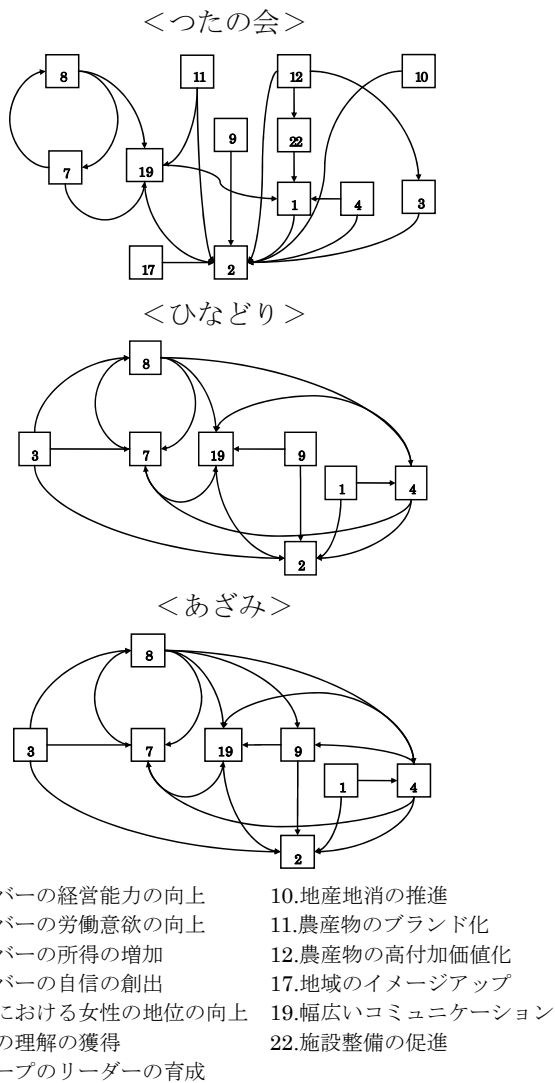 ＜つたの会＞
8
11
12
10
9
22
7
19
1
4
3
17
2
＜ひなどり＞
8
3
7
19
9
1
4
2
＜あざみ＞
8
3
7
19
9
1
4
2
バーの経営能力の向上 10.地産地消の推進
バーの労働意欲の向上 11.農産物のブランド化
バーの所得の増加 12.農産物の高付加価値化
バーの自信の創出 17.地域のイメージアップ
における女性の地位の向上 19.幅広いコミュニケーション
の理解の獲得 22.施設整備の促進
ープのリーダーの育成